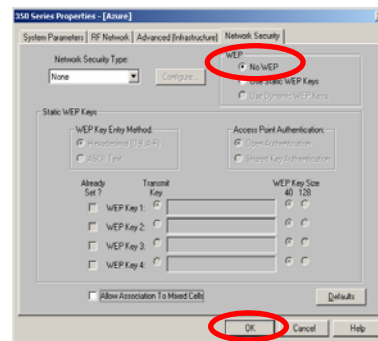 350 Series Properties - [Azure]
System Parameters | RF Network | Advanced (Infrastructure) | Network Security
Network Security Type:
None
Configure...
WEP
No WEP
Use Static WEP Keys
Use Dynamic WEP Keys
Static WEP Keys
WEP Key Entry Method
Hexadecimal (0-9, A-F)
ASCII Text
Access Point Authentication
Open Authentication
Shared Key Authentication
Already Set ?
Transmit Key
WEP Key Size
40 128
WEP Key 1:
WEP Key 2:
WEP Key 3:
WEP Key 4:
Allow Association To Mixed Cells
Defaults
OK Cancel Help